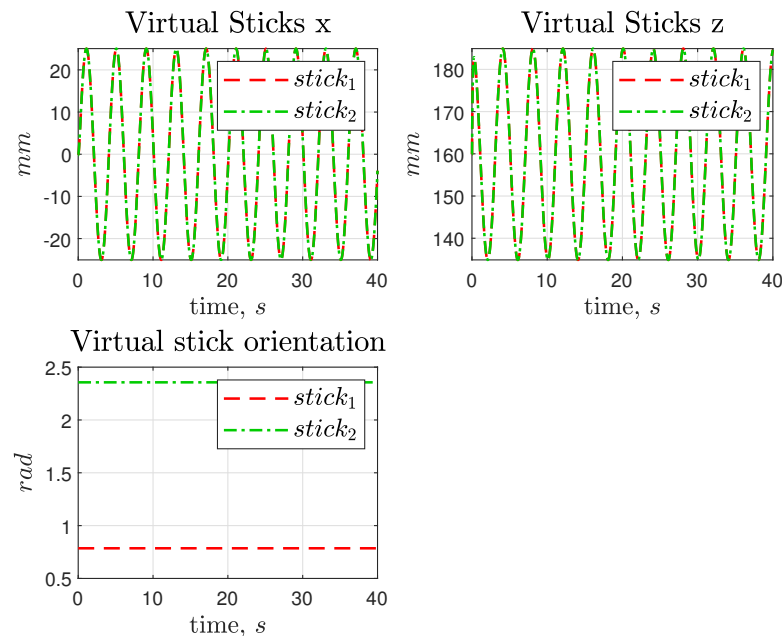 Virtual Sticks x
25
20
10
0
-10
-20
mm
stick1
stick2
0 10 20 30 40
time, s
Virtual Sticks z
180
170
160
150
140
mm
stick1
stick2
0 10 20 30 40
time, s
Virtual stick orientation
2.5
2
1.5
1
0.5
rad
stick1
stick2
0 10 20 30 40
time, s